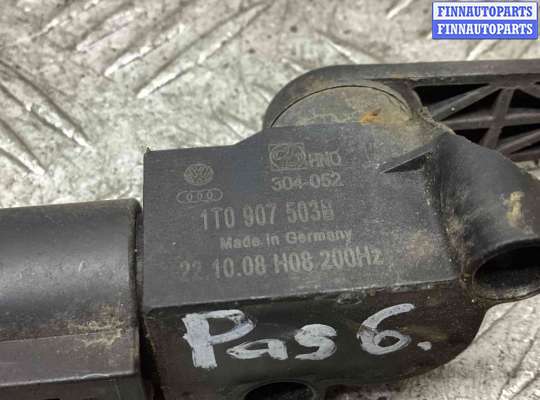 FINNAUTOPARTS
FINNAUTOPARTS
HNO
304-052
1T0 907 503B
Made in Germany
22 10.08 H08 200Hz
Pas 6.